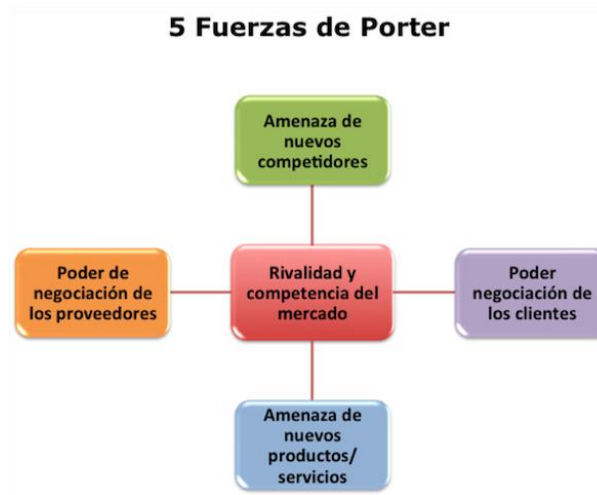 5 Fuerzas de Porter
Amenaza de
nuevos
competidores
Poder de
negociación de
los proveedores
Rivalidad y
competencia del
mercado
Poder
negociación de
los clientes
Amenaza de
nuevos
productos/
servicios